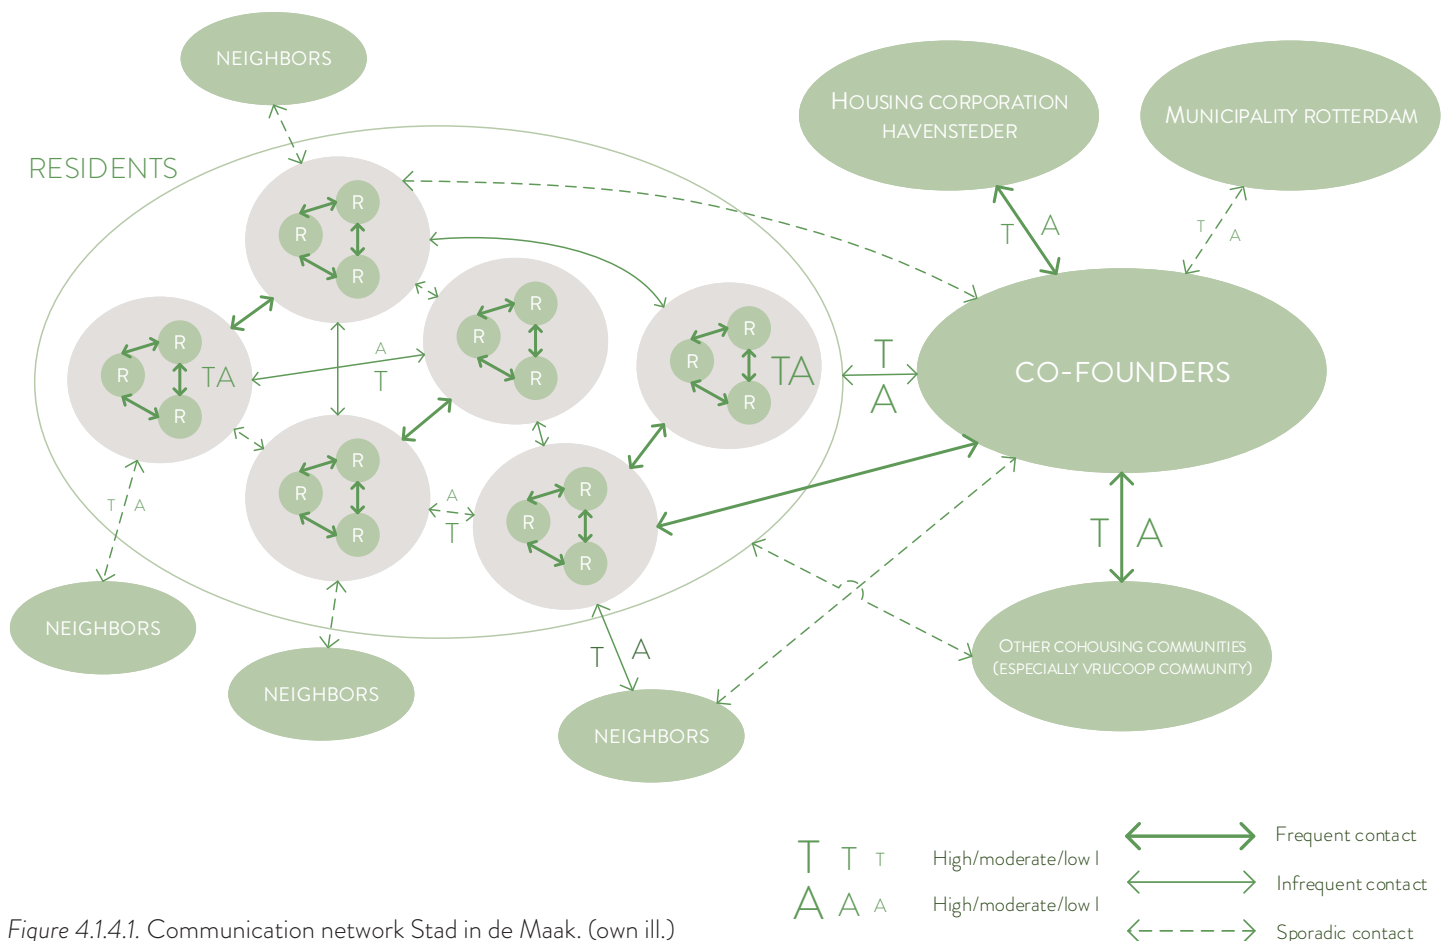 NEIGHBORS
HOUSING CORPORATION
HAVENSTEDER
MUNICIPALITY ROTTERDAM
RESIDENTS
R
R
R
T A
T A
R
R
R
R
R
R
TA
A
T
R
R
R
TA
T
A
CO-FOUNDERS
R
R
R
A
T
R
R
R
T A
T A
NEIGHBORS
NEIGHBORS
T A
NEIGHBORS
OTHER COHOUSING COMMUNITIES
(ESPECIALLY VRIJCOOP COMMUNITY)
T T T High/moderate/low l
A A A High/moderate/low l
Frequent contact
Infrequent contact
Sporadic contact
Figure 4.1.4.1. Communication network Stad in de Maak. (own ill.)